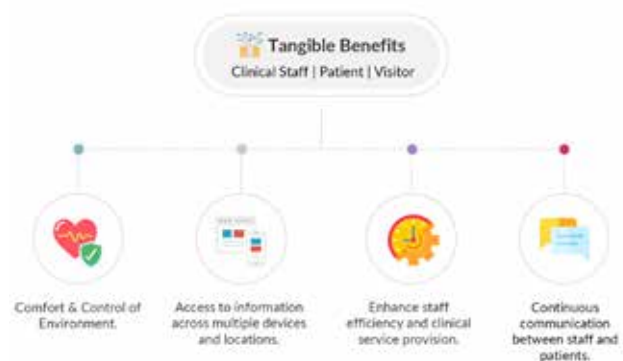 Tangible Benefits
Clinical Staff | Patient | Visitor
Comfort & Control of
Environment.
Access to information
across multiple devices
and locations.
Enhance staff
efficiency and clinical
service provision.
Continuous
communication
between staff and
patients.